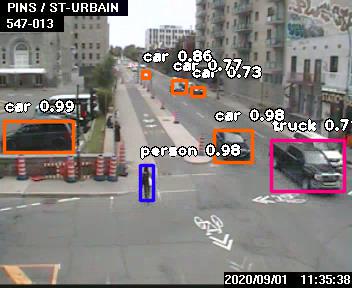 PINS / ST-URBAIN
547-013
car 0.86
car 0.77
car 0.73
car 0.99
car 0.98
truck 0.71
person 0.98
2020/09/01 11:35:38